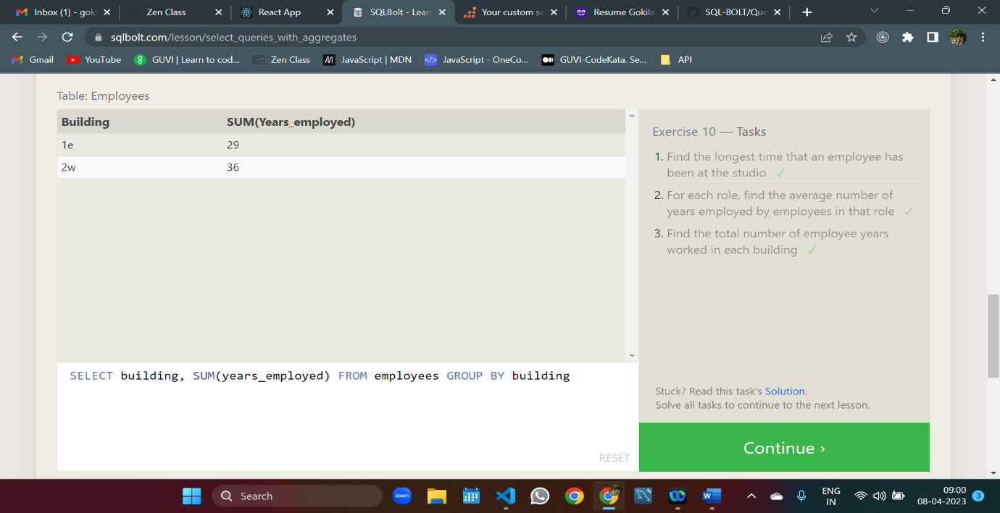 Inbox (1) - goki
Zen Class
React App
SQLBolt - Lear
Your custom sc
Resume Gokila
SQL-BOLT/Que
sqlbolt.com/lesson/select_queries_with_aggregates
Gmail
YouTube
GUVI | Learn to cod...
Zen Class
JavaScript | MDN
JavaScript - OneCo...
GUVI-CodeKata. Se...
API
Table: Employees
Building SUM(Years_employed)
1e 29
2w 36
SELECT building, SUM(years_employed) FROM employees GROUP BY building
RESET
Exercise 10 — Tasks
1. Find the longest time that an employee has
been at the studio ✓
2. For each role, find the average number of
years employed by employees in that role ✓
3. Find the total number of employee years
worked in each building ✓
Stuck? Read this task's Solution.
Solve all tasks to continue to the next lesson.
Continue ›
Search
zoom
ENG
IN
09:00
08-04-2023
3